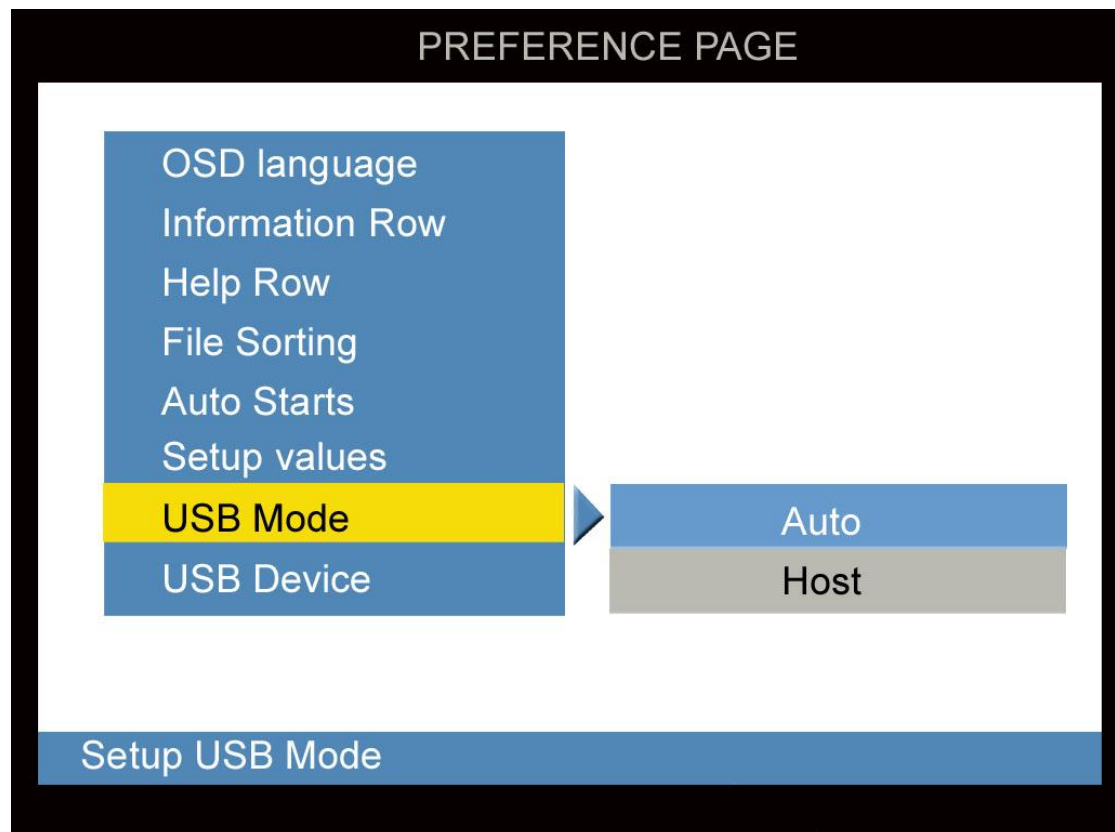 PREFERENCE PAGE
OSD language
Information Row
Help Row
File Sorting
Auto Starts
Setup values
USB Mode
Auto
USB Device
Host
Setup USB Mode